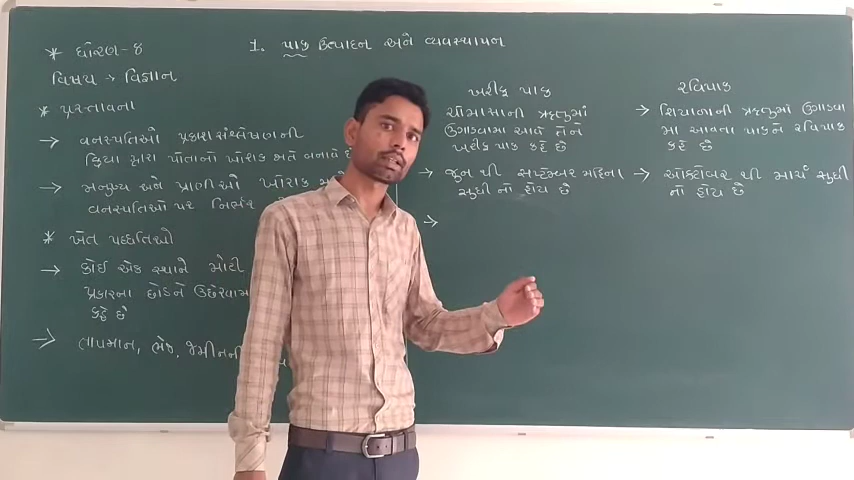 * ધોરણ-૪
1. પાક ઉત્પાદન અને વ્યવસ્થાપન
વિષય → વિજ્ઞાન
* પ્રસ્તાવના
→ વનસ્પતિઓ પ્રકાશસંશ્લેષણની
ક્રિયા દ્વારા પોતાનો ખોરાક જાતે બનાવે છે
→ મનુષ્ય અને પ્રાણીઓ ખોરાક
વનસ્પતિઓ પર નિર્ભર
* ખેત પધ્ધતિઓ
→ કોઈ એક સ્થાને મોટી
પ્રકારના છોડને ઉછેરવામ
કહે છે
→ તાપમાન, ભેજ, જમીનની
ખરીફ પાક
ચોમાસાની ઋતુમાં
ઉગાડવામા આવે તેને
ખરીફ પાક કહે છે
→ જુન થી સપ્ટેમ્બર મહિના
સુધી નો હોય છે
→
રવિપાક
→ શિયાળાની ઋતુમાં ઉગાડવા
મા આવતા પાકને રવિપાક
કહે છે
→ ઓક્ટોબર થી માર્ચ સુધી
નો હોય છે